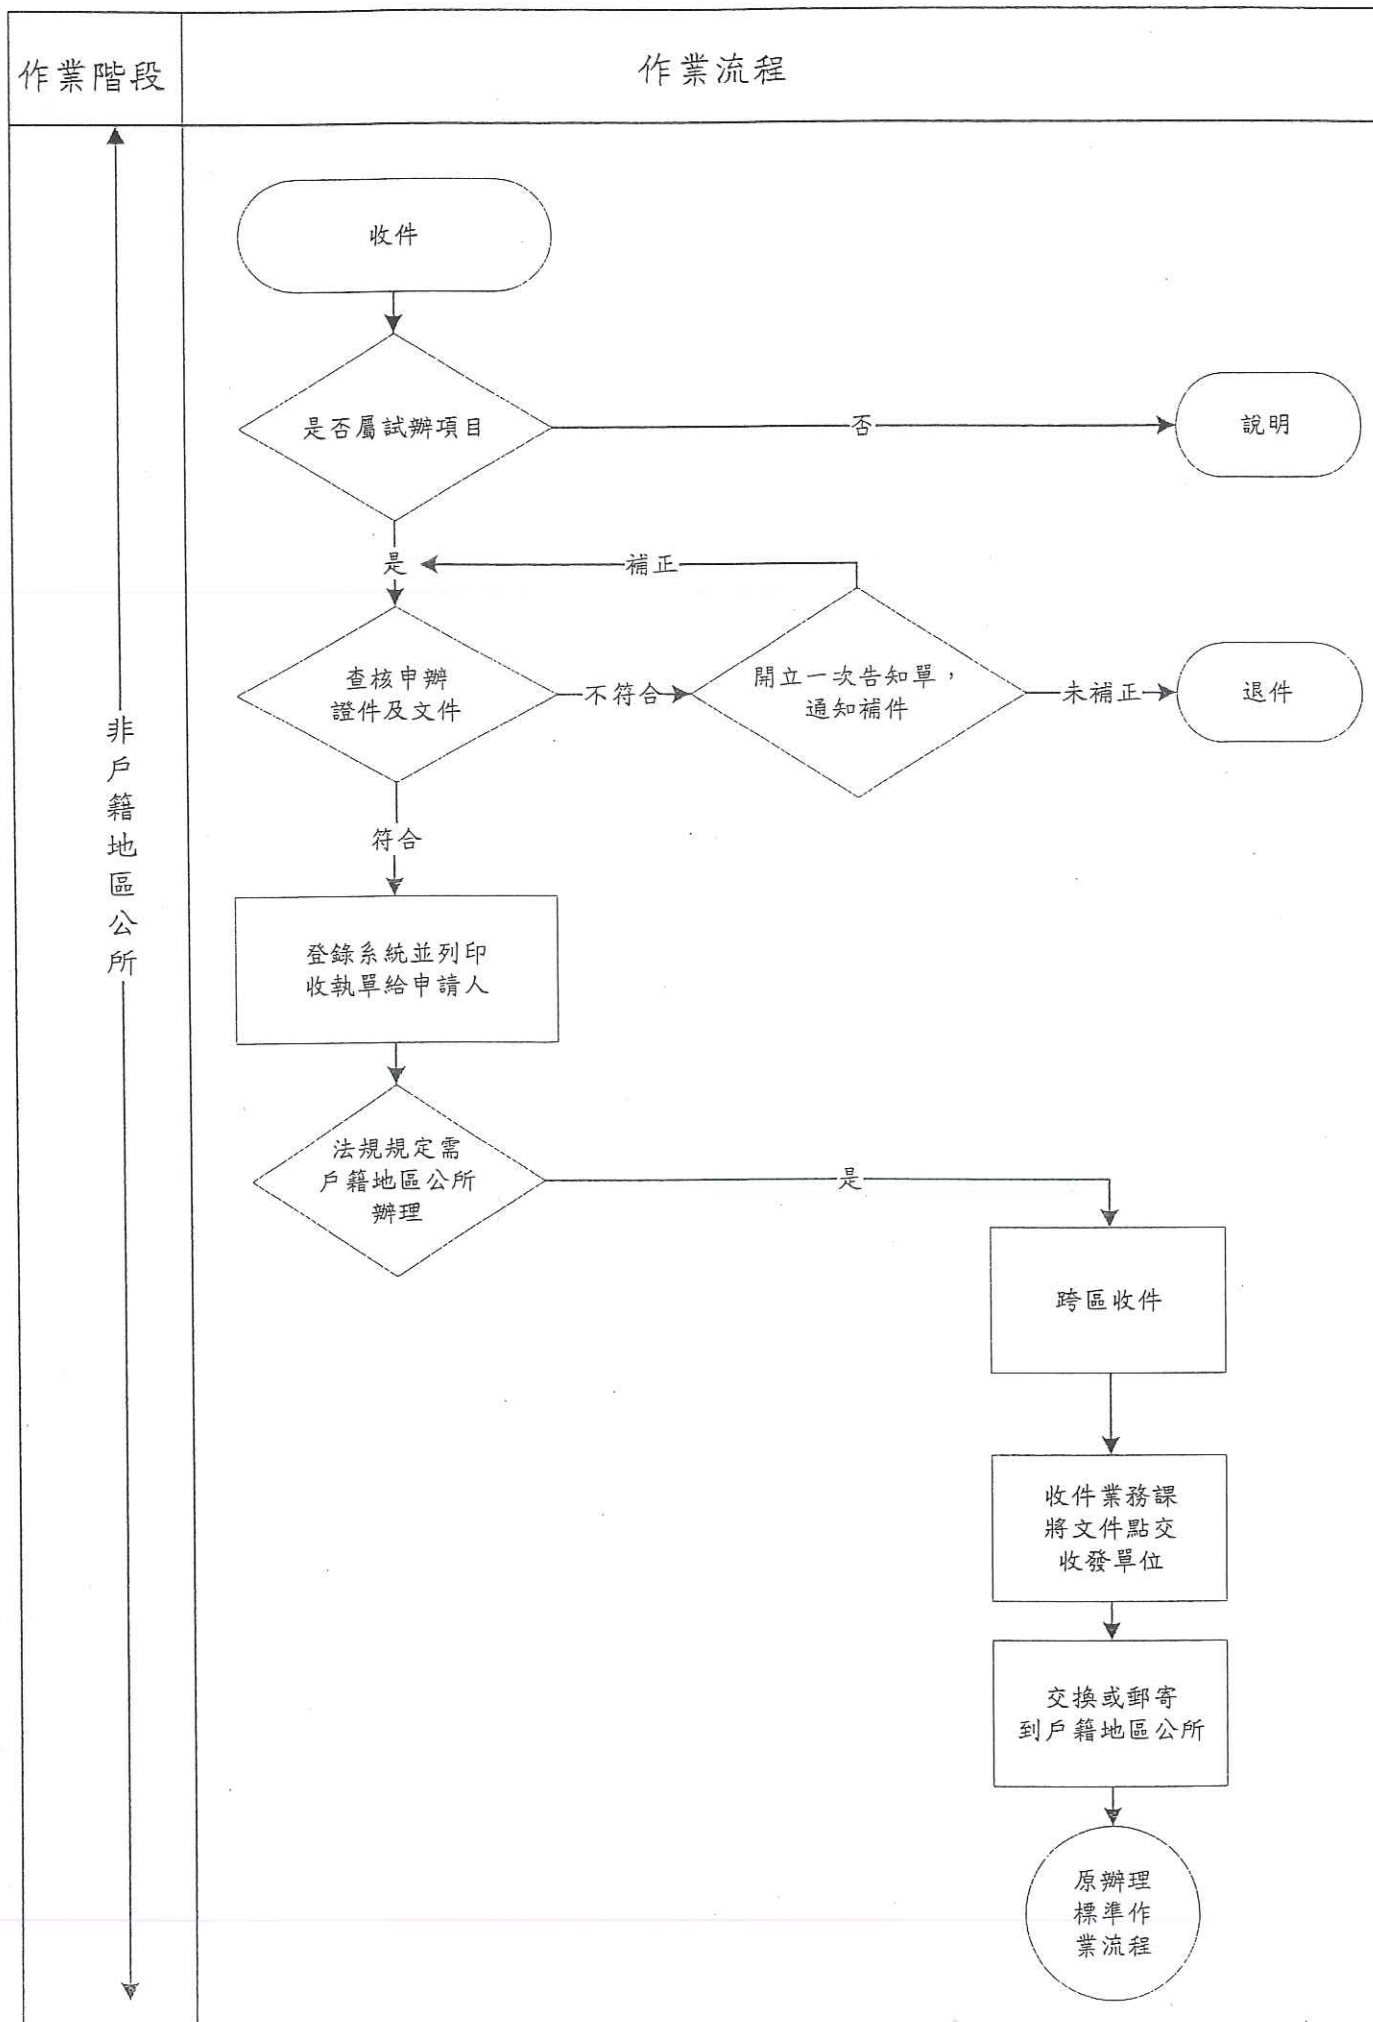 作業階段
作業流程
收件
是否屬試辦項目
否
說明
是
補正
查核申辦
證件及文件
不符合
開立一次告知單，
通知補件
未補正
退件
非戶籍地區公所
符合
登錄系統並列印
收執單給申請人
法規規定需
戶籍地區公所
辦理
是
跨區收件
收件業務課
將文件點交
收發單位
交換或郵寄
到戶籍地區公所
原辦理
標準作
業流程